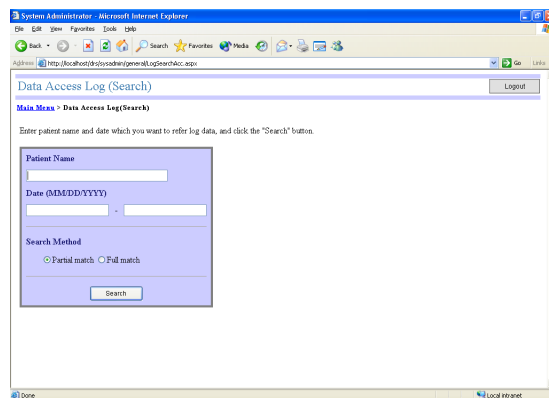 System Administrator - Microsoft Internet Explorer
File Edit View Favorites Tools Help
Back Search Favorites Media
Address http://localhost/drs/sysadmin/general/LogSearchAcc.aspx Go Links
Data Access Log (Search) Logout
Main Menu > Data Access Log(Search)
Enter patient name and date which you want to refer log data, and click the "Search" button.
Patient Name
Date (MM/DD/YYYY)
-
Search Method
Partial match Full match
Search
Done Local intranet